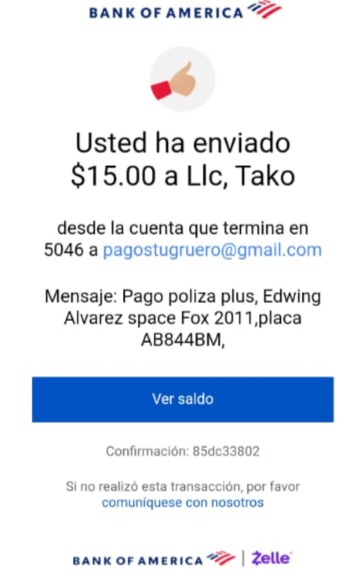 BANK OF AMERICA
Usted ha enviado
$15.00 a Llc, Tako
desde la cuenta que termina en
5046 a pagostugruero@gmail.com
Mensaje: Pago poliza plus, Edwing
Alvarez space Fox 2011,placa
AB844BM,
Ver saldo
Confirmación: 85dc33802
Si no realizó esta transacción, por favor
comuníquese con nosotros
BANK OF AMERICA | Zelle